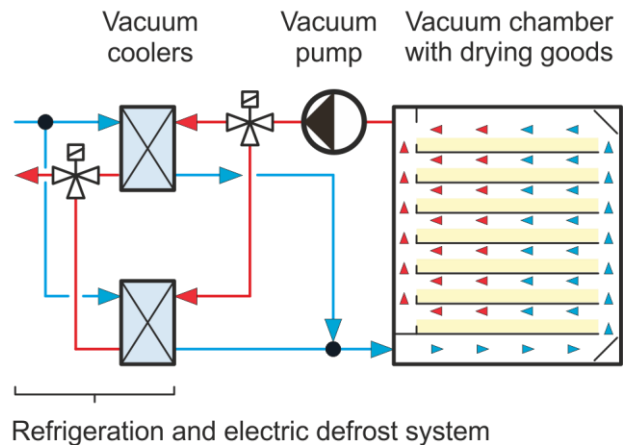 Vacuum
coolers
Vacuum
pump
Vacuum chamber
with drying goods
Refrigeration and electric defrost system